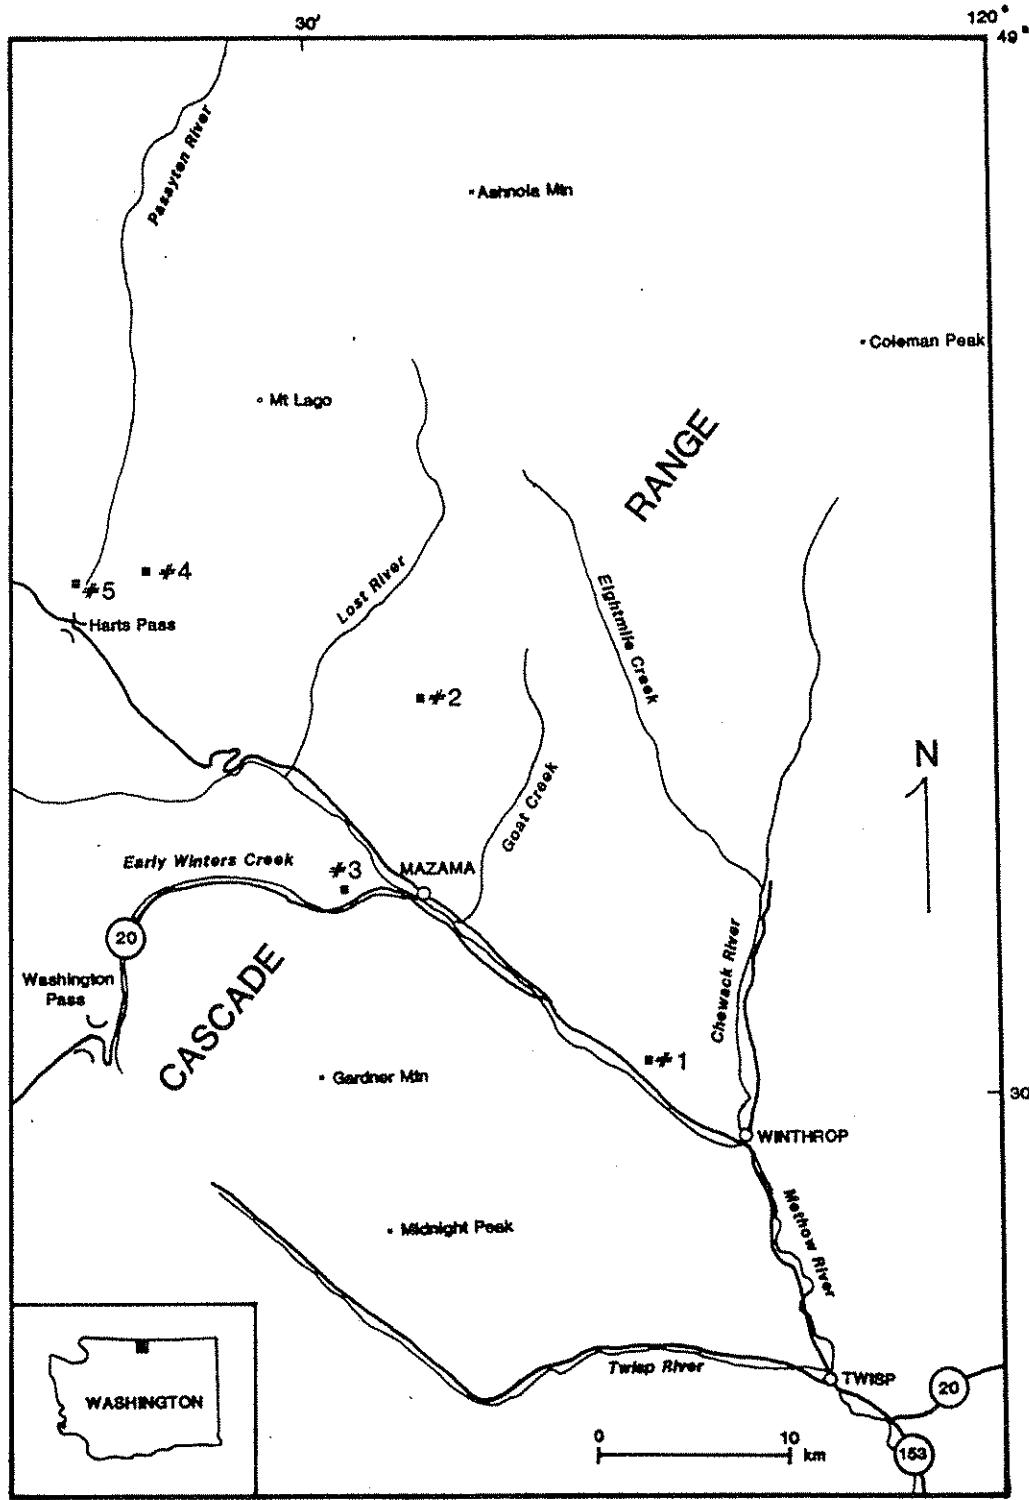 30'
120°
49°
Pasayten River
Ashnola Mtn
Coleman Peak
Mt Lago
RANGE
#4
#5
Harts Pass
Lost River
Eightmile Creek
#2
N
Goat Creek
Early Winters Creek
#3
MAZAMA
20
Washington
Pass
CASCADE
Chewack River
#1
Gardner Mtn
30
WINTHROP
Methow River
Midnight Peak
Twisp River
TWISP
20
WASHINGTON
0 10
km
153